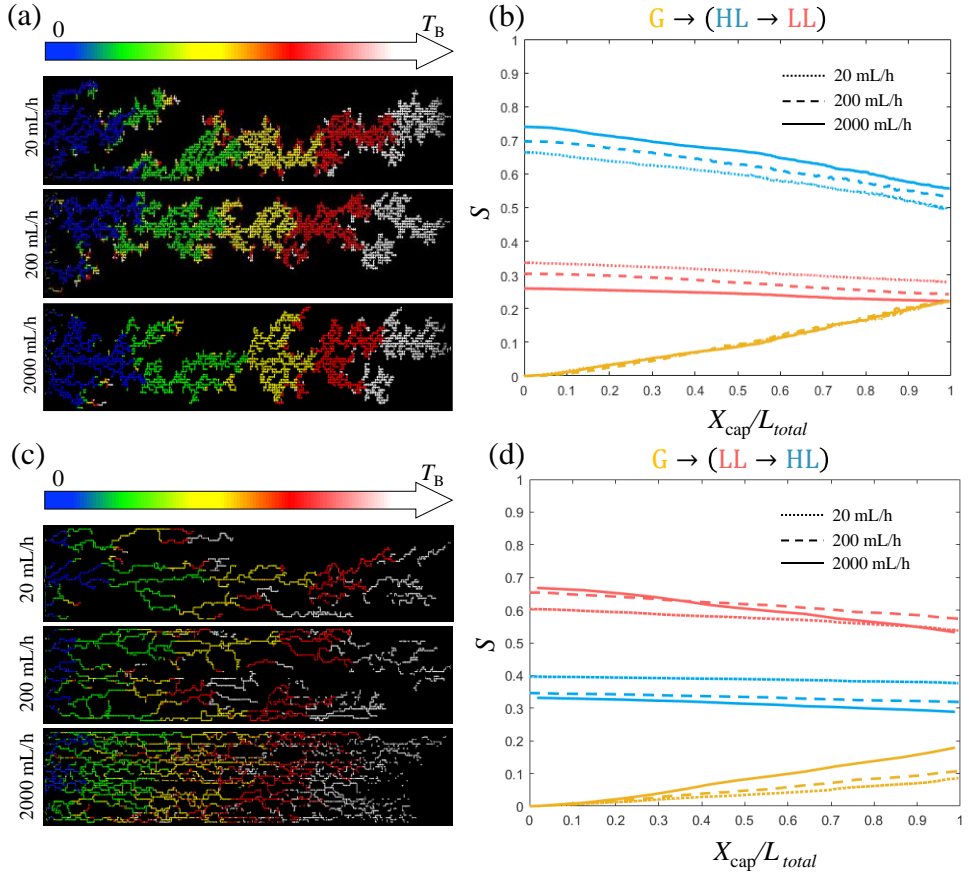 (a)
0
T_B
20 mL/h
200 mL/h
2000 mL/h
(b)
G → (HL → LL)
20 mL/h
200 mL/h
2000 mL/h
1
0.9
0.8
0.7
0.6
0.5
0.4
0.3
0.2
0.1
0
S
0 0.1 0.2 0.3 0.4 0.5 0.6 0.7 0.8 0.9 1
X_cap/L_total
(c)
0
T_B
20 mL/h
200 mL/h
2000 mL/h
(d)
G → (LL → HL)
20 mL/h
200 mL/h
2000 mL/h
1
0.9
0.8
0.7
0.6
0.5
0.4
0.3
0.2
0.1
0
S
0 0.1 0.2 0.3 0.4 0.5 0.6 0.7 0.8 0.9 1
X_cap/L_total